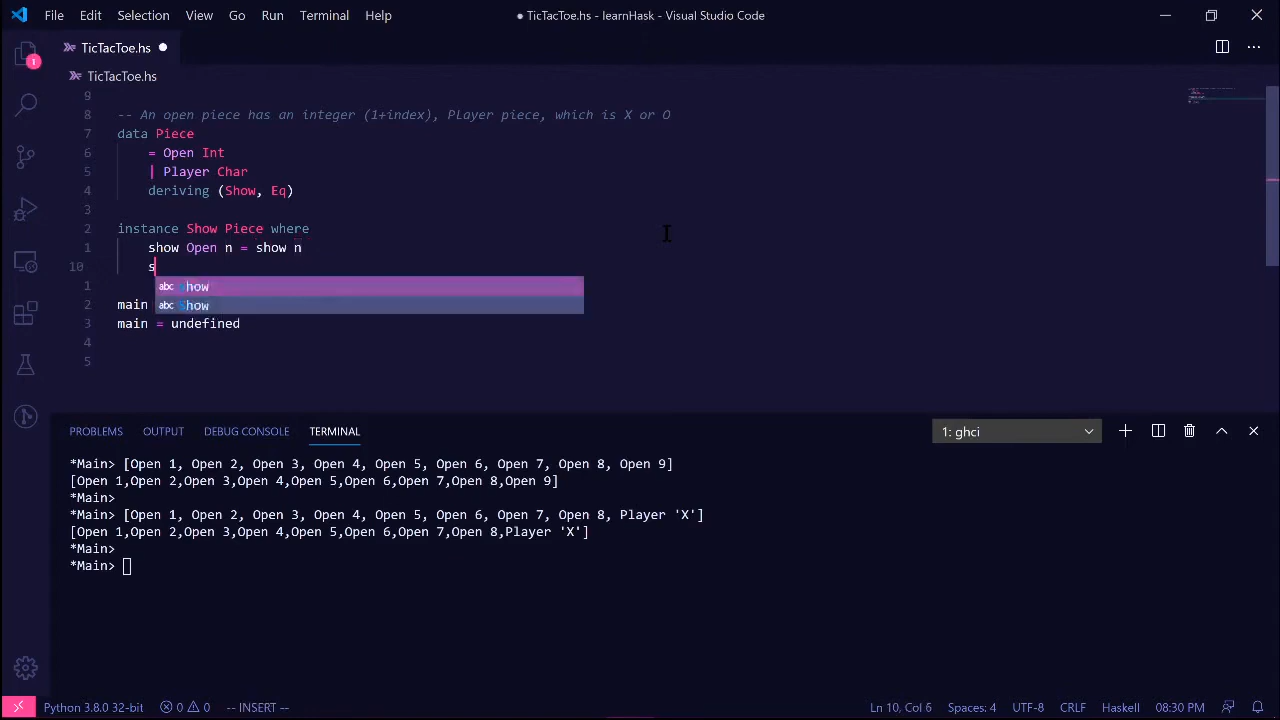 File Edit Selection View Go Run Terminal Help
● TicTacToe.hs - learnHask - Visual Studio Code
TicTacToe.hs ●
TicTacToe.hs
1
9
8 -- An open piece has an integer (1+index), PLayer piece, which is X or O
7 data Piece
6 = Open Int
5 | Player Char
4 deriving (Show, Eq)
3
2 instance Show Piece where
1 show Open n = show n
10 s
abc show
abc Show
1
2 main
3 main = undefined
4
5
PROBLEMS OUTPUT DEBUG CONSOLE TERMINAL 1: ghci
*Main> [Open 1, Open 2, Open 3, Open 4, Open 5, Open 6, Open 7, Open 8, Open 9]
[Open 1,Open 2,Open 3,Open 4,Open 5,Open 6,Open 7,Open 8,Open 9]
*Main>
*Main> [Open 1, Open 2, Open 3, Open 4, Open 5, Open 6, Open 7, Open 8, Player 'X']
[Open 1,Open 2,Open 3,Open 4,Open 5,Open 6,Open 7,Open 8,Player 'X']
*Main>
*Main>
Python 3.8.0 32-bit 0 0 -- INSERT -- Ln 10, Col 6 Spaces: 4 UTF-8 CRLF Haskell 08:30 PM